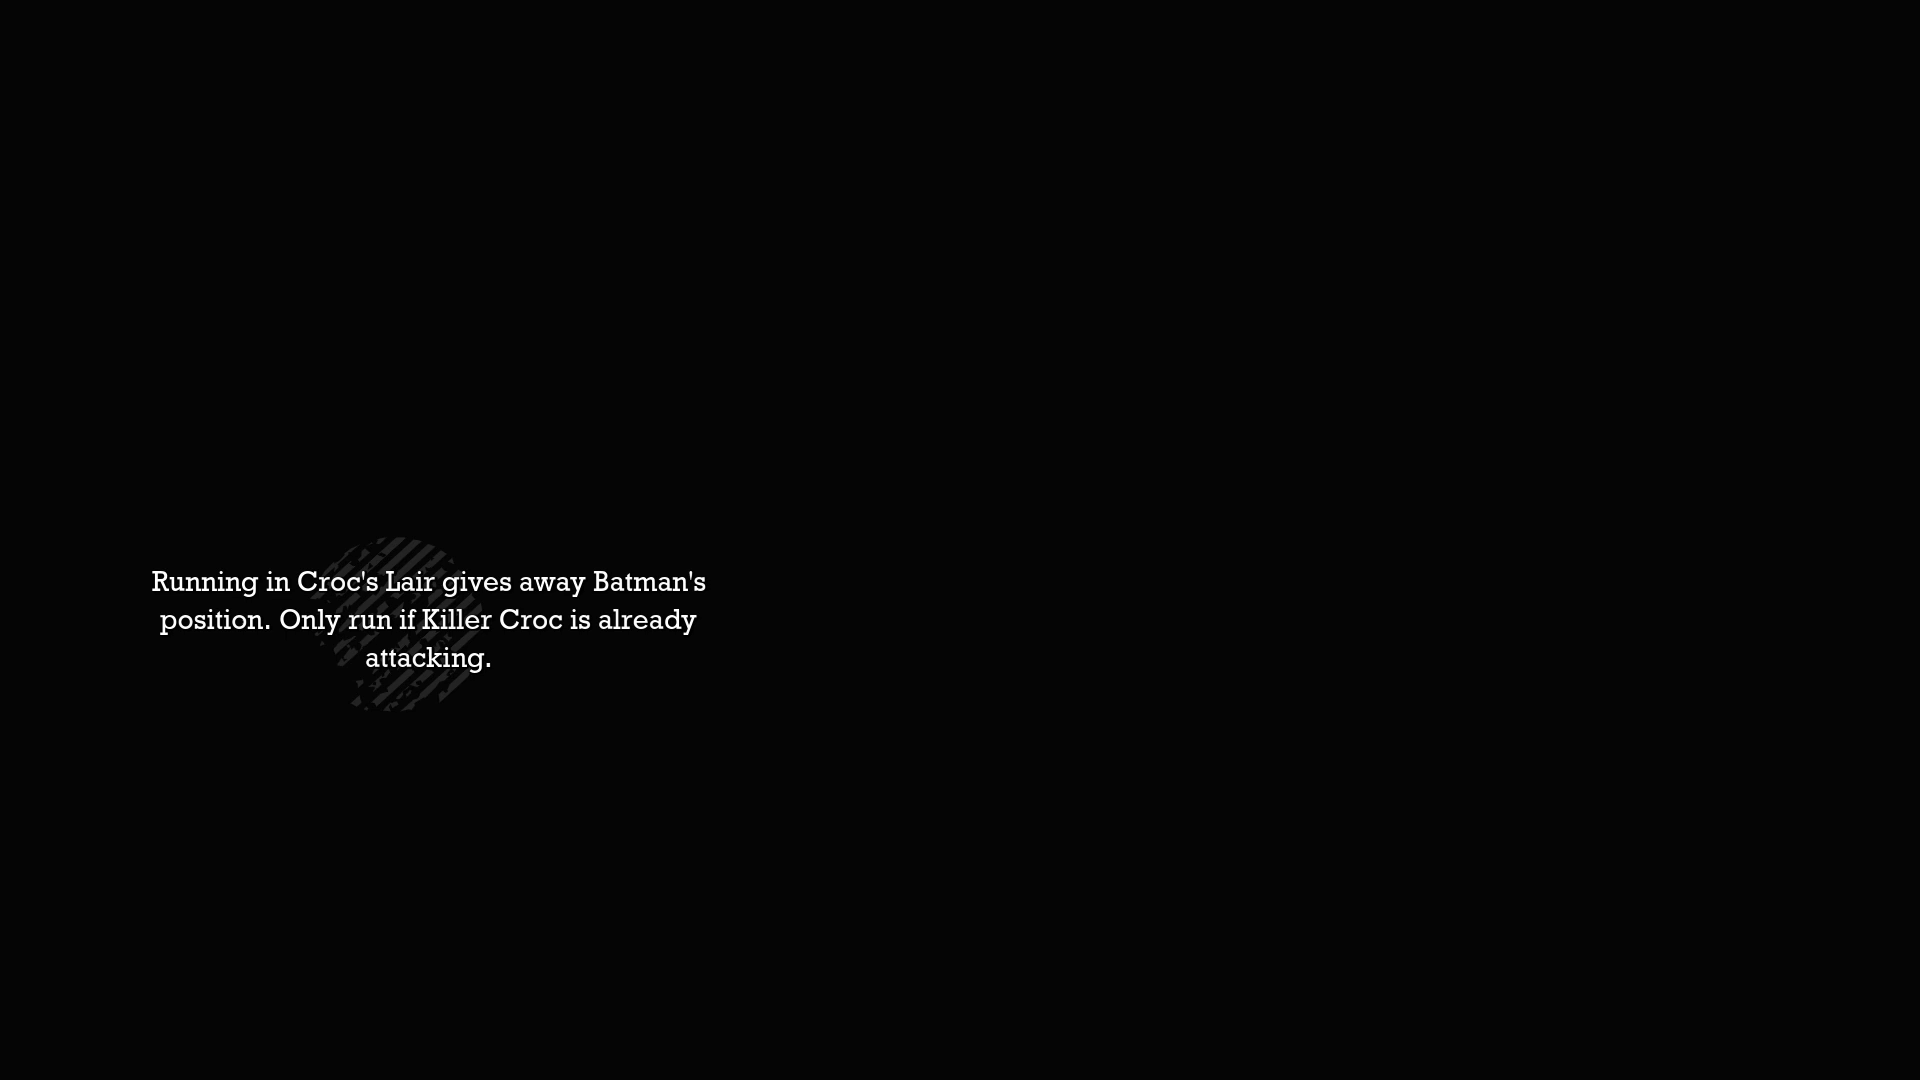 Running in Croc's Lair gives away Batman's
position. Only run if Killer Croc is already
attacking.